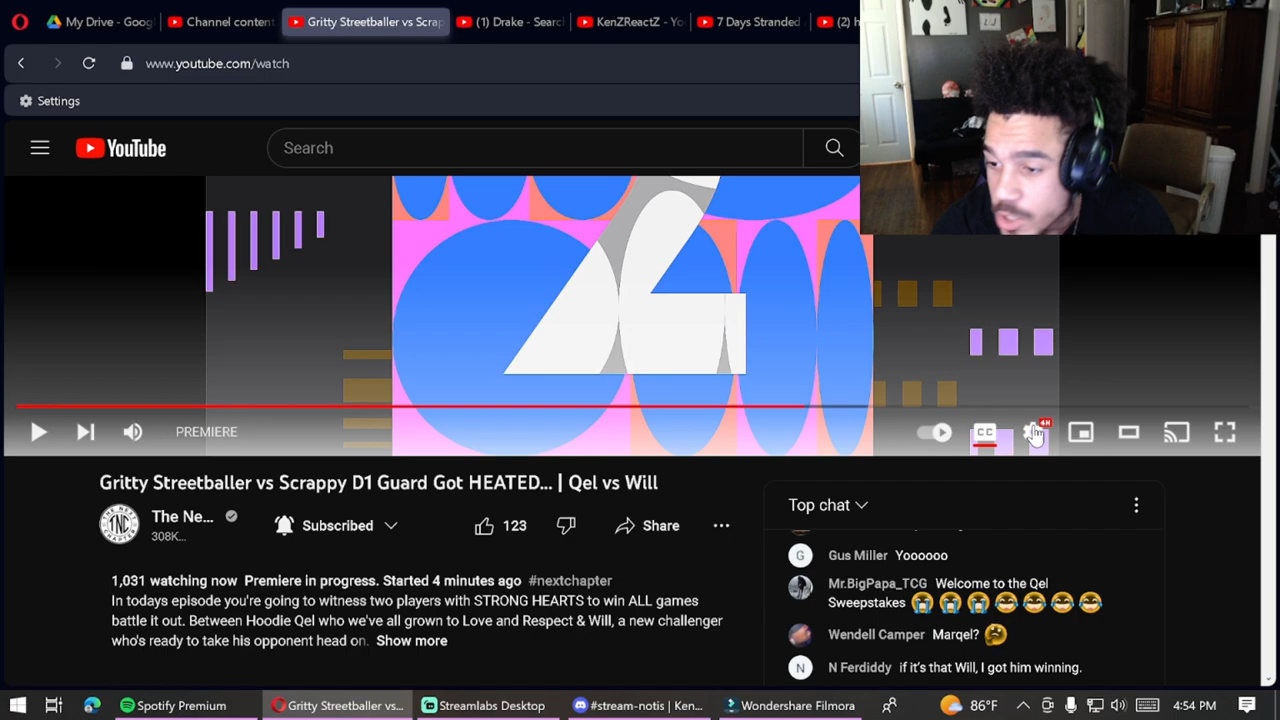 My Drive - Goog
Channel content
Gritty Streetballer vs Scrap
(1) Drake - Searc
KenZReactZ - Yo
7 Days Stranded
(2) h
www.youtube.com/watch
Settings
YouTube
Search
PREMIERE
CC
4K
Gritty Streetballer vs Scrappy D1 Guard Got HEATED... | Qel vs Will
TNC
The Ne...
308K...
Subscribed
123
Share
Top chat
G Gus Miller Yoooooo
Mr.BigPapa_TCG Welcome to the Qel
Sweepstakes
Wendell Camper Marqel?
N N Ferdiddy if it's that Will, I got him winning.
1,031 watching now Premiere in progress. Started 4 minutes ago #nextchapter
In todays episode you're going to witness two players with STRONG HEARTS to win ALL games
battle it out. Between Hoodie Qel who we've all grown to Love and Respect & Will, a new challenger
who's ready to take his opponent head on. Show more
Spotify Premium
Gritty Streetballer vs...
Streamlabs Desktop
#stream-notis | Ken...
Wondershare Filmora
86°F
4:54 PM